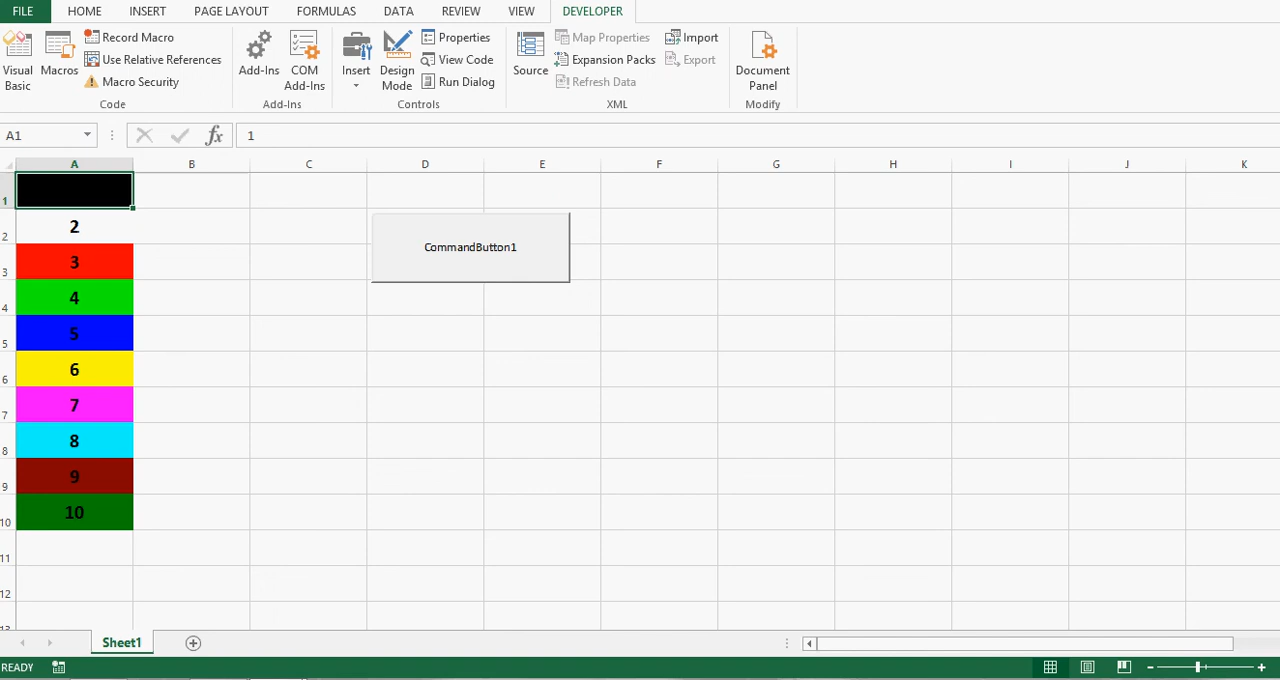 FILE HOME INSERT PAGE LAYOUT FORMULAS DATA REVIEW VIEW DEVELOPER
Visual Basic
Macros
Record Macro
Use Relative References
Macro Security
Code
Add-Ins
COM Add-Ins
Add-Ins
Insert
Design Mode
Properties
View Code
Run Dialog
Controls
Source
Map Properties
Expansion Packs
Refresh Data
Import
Export
XML
Document Panel
Modify
A1 fx 1
A B C D E F G H I J K
1
2 2
CommandButton1
3 3
4 4
5 5
6 6
7 7
8 8
9 9
10 10
11
12
Sheet1
READY